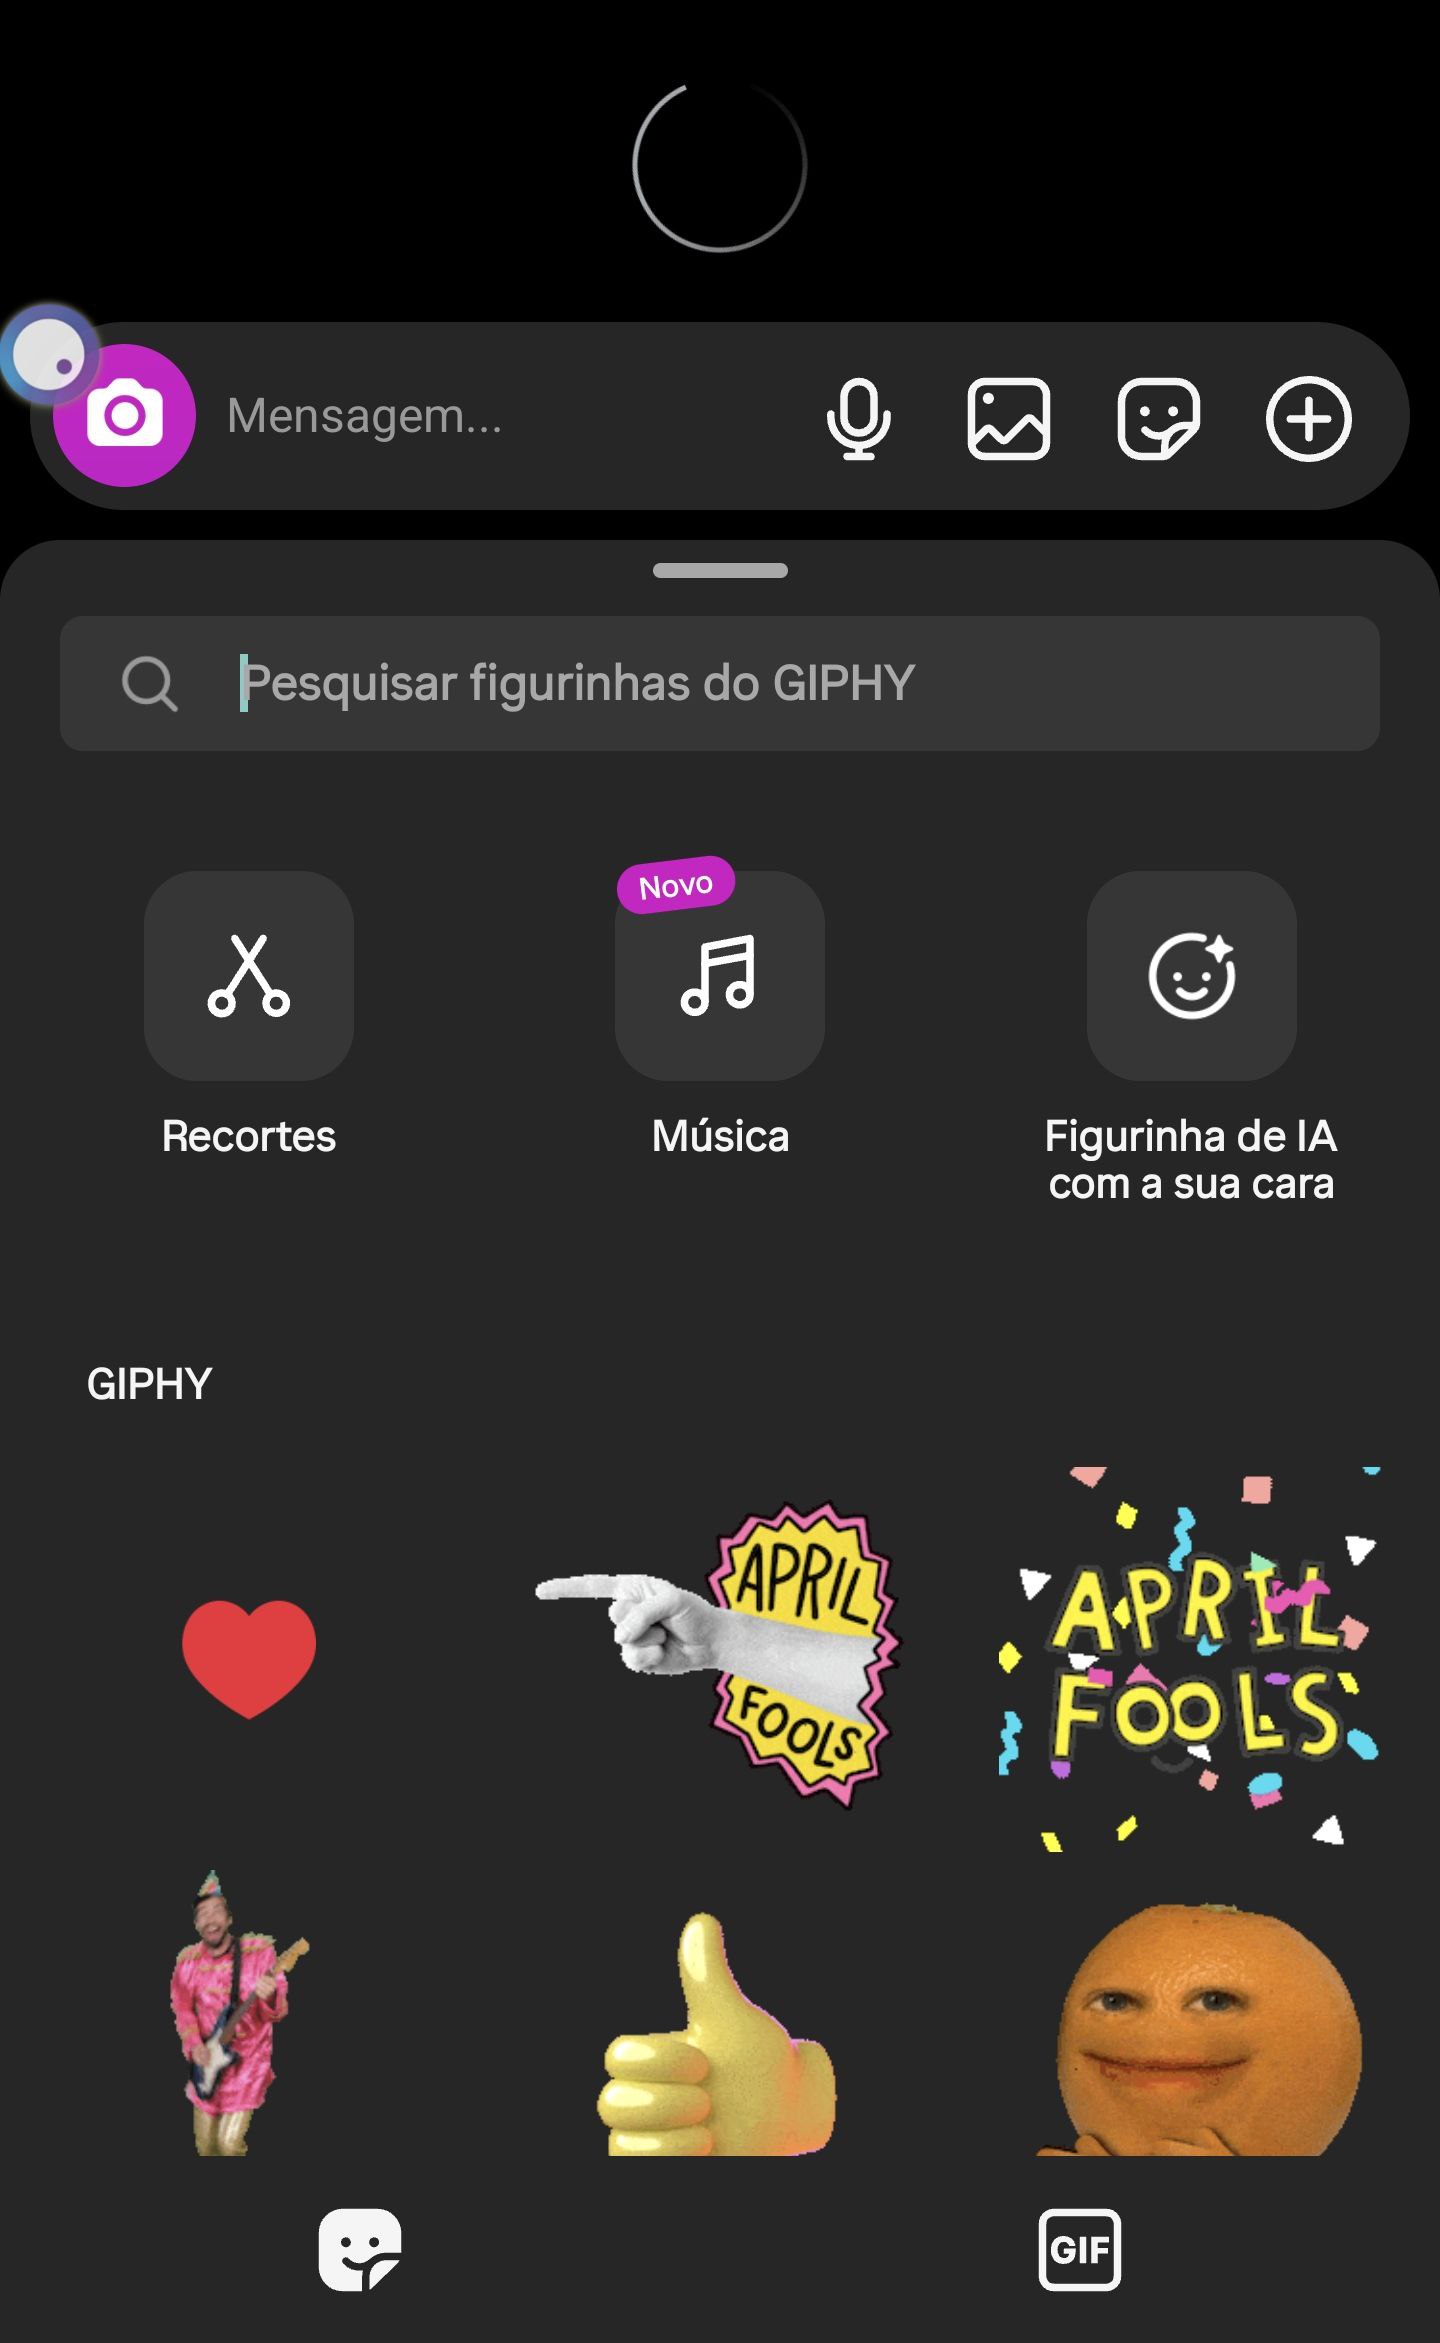 Mensagem...
Pesquisar figurinhas do GIPHY
Novo
Recortes
Música
Figurinha de IA
com a sua cara
GIPHY
APRIL
FOOLS
APRIL
FOOLS
GIF